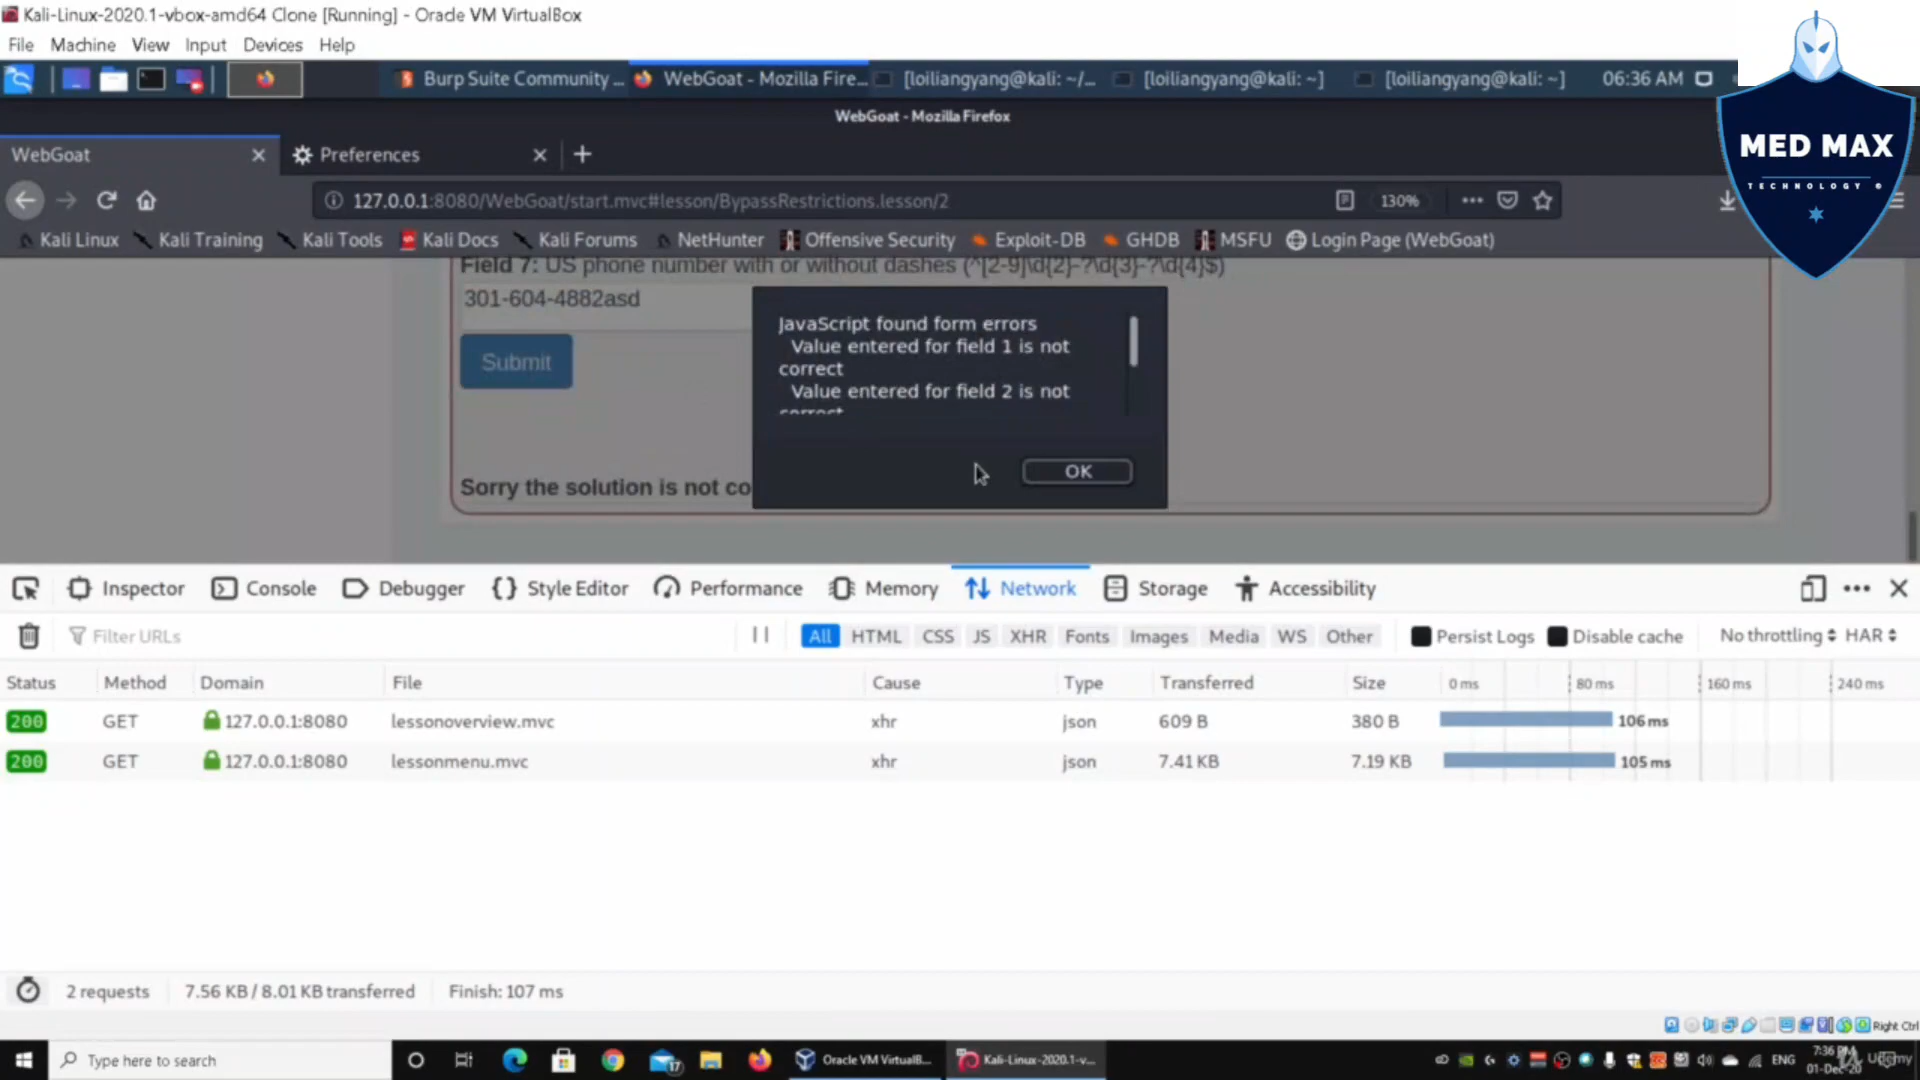 Kali-Linux-2020.1-vbox-amd64 Clone [Running] - Oracle VM VirtualBox
File Machine View Input Devices Help
Burp Suite Community ... WebGoat - Mozilla Fire... [loiliangyang@kali: ~/... [loiliangyang@kali: ~] [loiliangyang@kali: ~] 06:36 AM
WebGoat - Mozilla Firefox
MED MAX
TECHNOLOGY
WebGoat Preferences
127.0.0.1:8080/WebGoat/start.mvc#lesson/BypassRestrictions.lesson/2 130%
Kali Linux Kali Training Kali Tools Kali Docs Kali Forums NetHunter Offensive Security Exploit-DB GHDB MSFU Login Page (WebGoat)
Field 7: US phone number with or without dashes (^[2-9]\d{2}-?\d{3}-?\d{4}$)
301-604-4882asd
Submit
JavaScript found form errors
Value entered for field 1 is not
correct
Value entered for field 2 is not
correct
OK
Sorry the solution is not co
Inspector Console Debugger Style Editor Performance Memory Network Storage Accessibility
Filter URLs All HTML CSS JS XHR Fonts Images Media WS Other Persist Logs Disable cache No throttling HAR
Status Method Domain File Cause Type Transferred Size 0 ms 80 ms 160 ms 240 ms
200 GET 127.0.0.1:8080 lessonoverview.mvc xhr json 609 B 380 B 106 ms
200 GET 127.0.0.1:8080 lessonmenu.mvc xhr json 7.41 KB 7.19 KB 105 ms
2 requests 7.56 KB / 8.01 KB transferred Finish: 107 ms
Right Ctrl
Type here to search 17 Oracle VM VirtualB... Kali-Linux-2020.1-v... ENG 7:36 PM Udemy